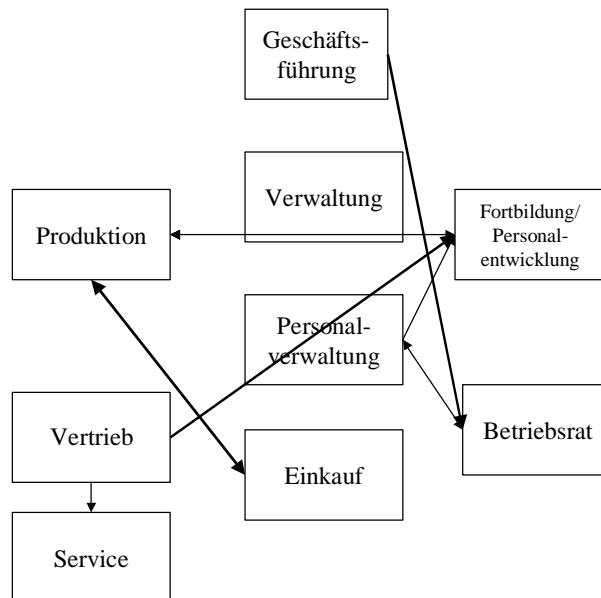 Geschäfts-
führung
Verwaltung
Produktion
Fortbildung/
Personal-
entwicklung
Personal-
verwaltung
Vertrieb
Betriebsrat
Einkauf
Service